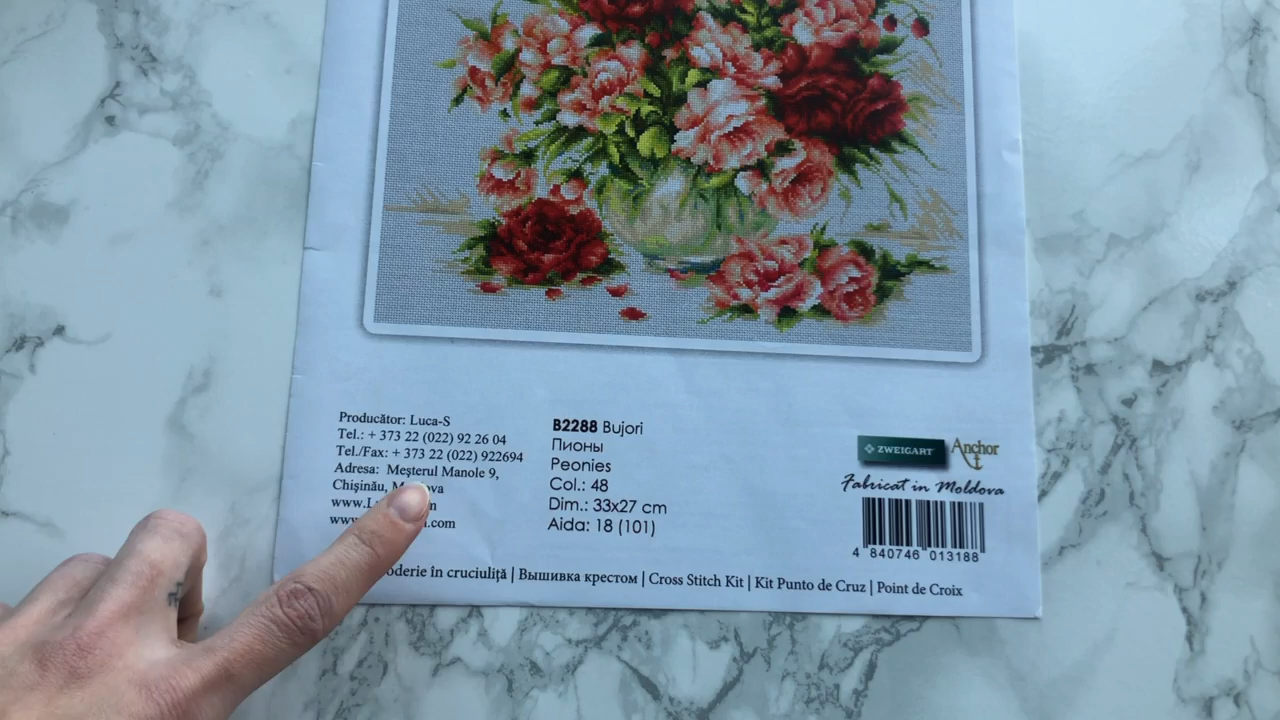 Producător: Luca-S
Tel.: + 373 22 (022) 92 26 04
Tel./Fax: + 373 22 (022) 922694
Adresa: Meşterul Manole 9,
Chişinău,
B2288 Bujori
Пионы
Peonies
Col.: 48
Dim.: 33x27 cm
Aida: 18 (101)
ZWEIGART
Anchor
Fabricat in Moldova
4 840746 013188
în cruciuliţă | Вышивка крестом | Cross Stitch Kit | Kit Punto de Cruz | Point de Croix